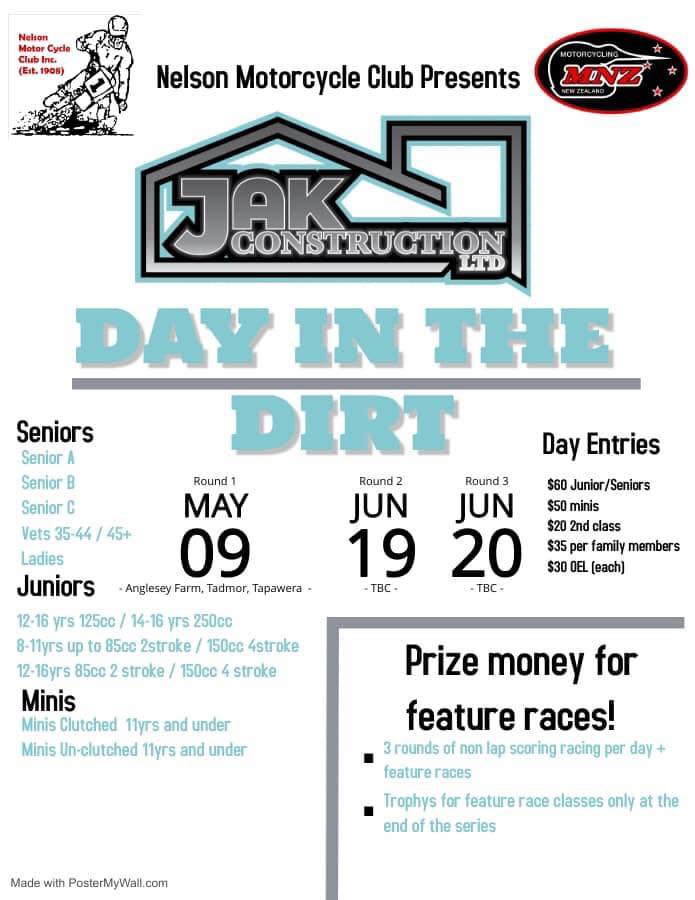 Nelson
Motor Cycle
Club Inc.
(Est. 1908)
Nelson Motorcycle Club Presents
MOTORCYCLING
MNZ
NEW ZEALAND
JAK
CONSTRUCTION
LTD
DAY IN THE
DIRT
Seniors
Senior A
Senior B
Senior C
Vets 35-44 / 45+
Ladies
Round 1
MAY
09
- Anglesey Farm, Tadmor, Tapawera -
Round 2
JUN
19
- TBC -
Round 3
JUN
20
- TBC -
Day Entries
$60 Junior/Seniors
$50 minis
$20 2nd class
$35 per family members
$30 OEL (each)
Juniors
12-16 yrs 125cc / 14-16 yrs 250cc
8-11yrs up to 85cc 2stroke / 150cc 4stroke
12-16yrs 85cc 2 stroke / 150cc 4 stroke
Minis
Minis Clutched 11yrs and under
Minis Un-clutched 11yrs and under
Prize money for
feature races!
3 rounds of non lap scoring racing per day +
feature races
Trophys for feature race classes only at the
end of the series
Made with PosterMyWall.com